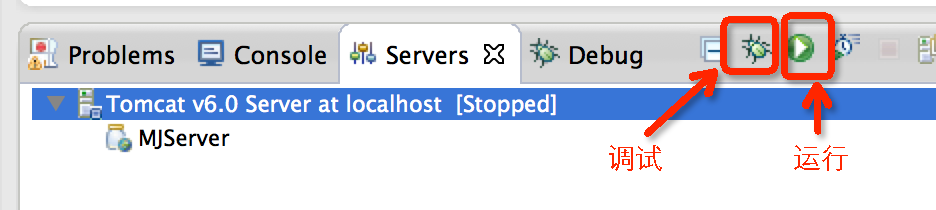 Problems Console Servers Debug
Tomcat v6.0 Server at localhost [Stopped]
MJServer
调试 运行